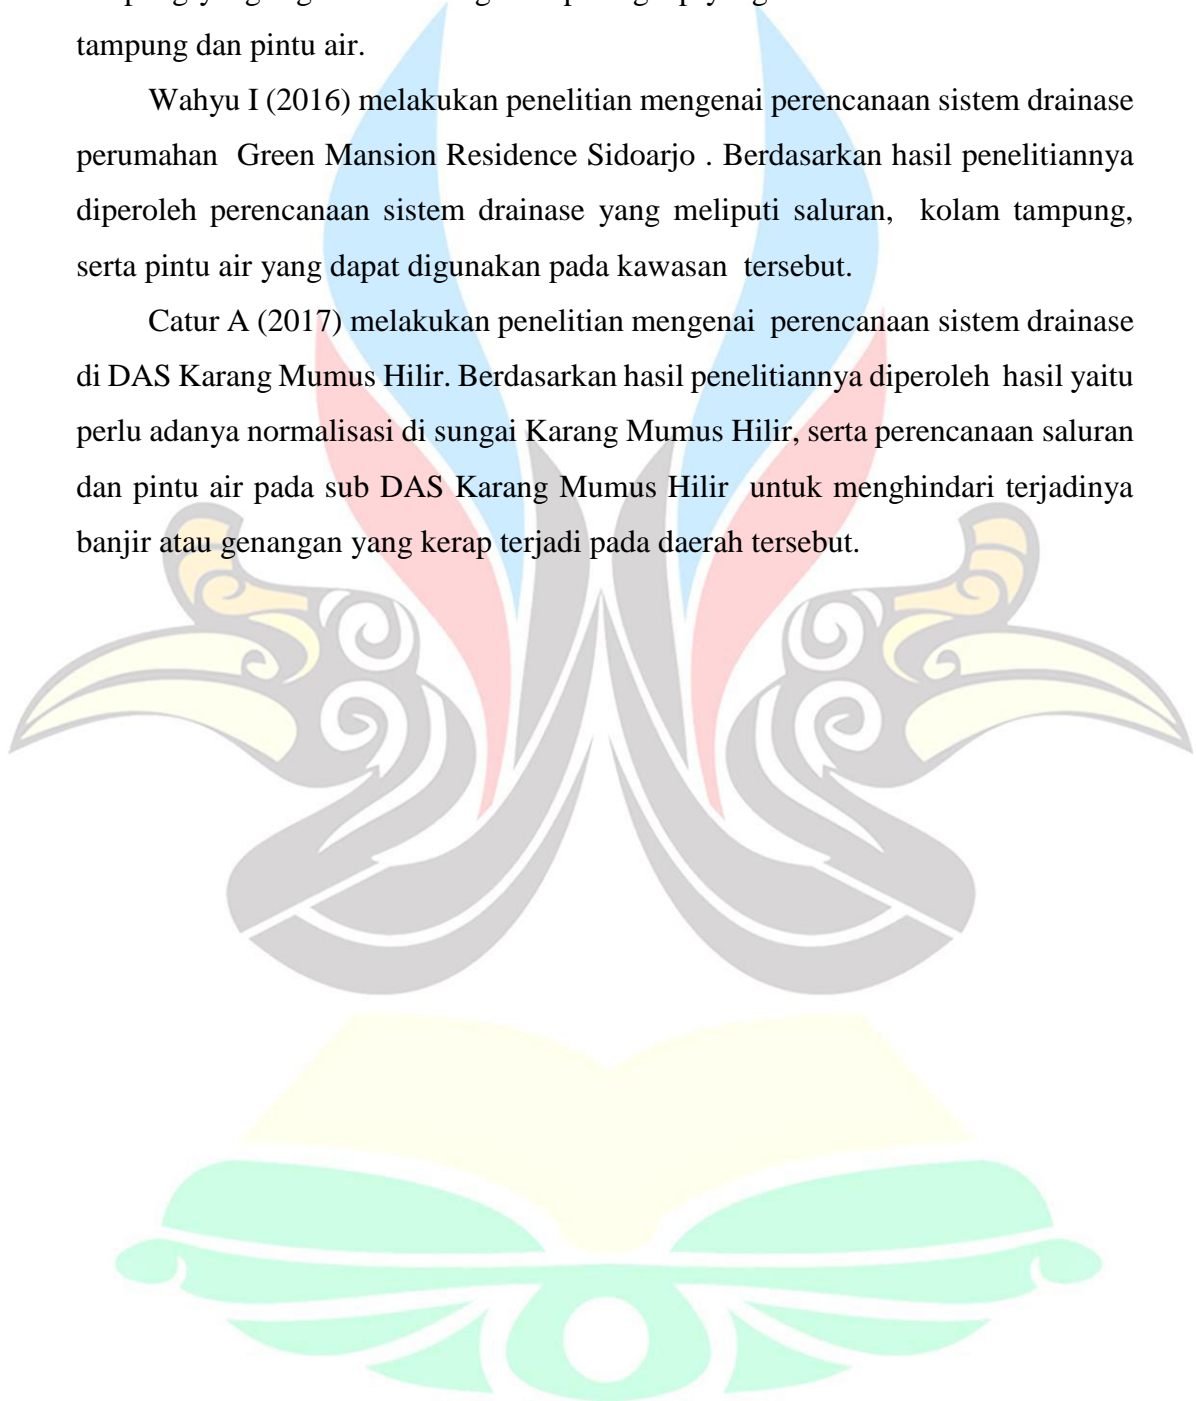 tampung dan pintu air.
Wahyu I (2016) melakukan penelitian mengenai perencanaan sistem drainase
perumahan Green Mansion Residence Sidoarjo . Berdasarkan hasil penelitiannya
diperoleh perencanaan sistem drainase yang meliputi saluran, kolam tampung,
serta pintu air yang dapat digunakan pada kawasan tersebut.
Catur A (2017) melakukan penelitian mengenai perencanaan sistem drainase
di DAS Karang Mumus Hilir. Berdasarkan hasil penelitiannya diperoleh hasil yaitu
perlu adanya normalisasi di sungai Karang Mumus Hilir, serta perencanaan saluran
dan pintu air pada sub DAS Karang Mumus Hilir untuk menghindari terjadinya
banjir atau genangan yang kerap terjadi pada daerah tersebut.